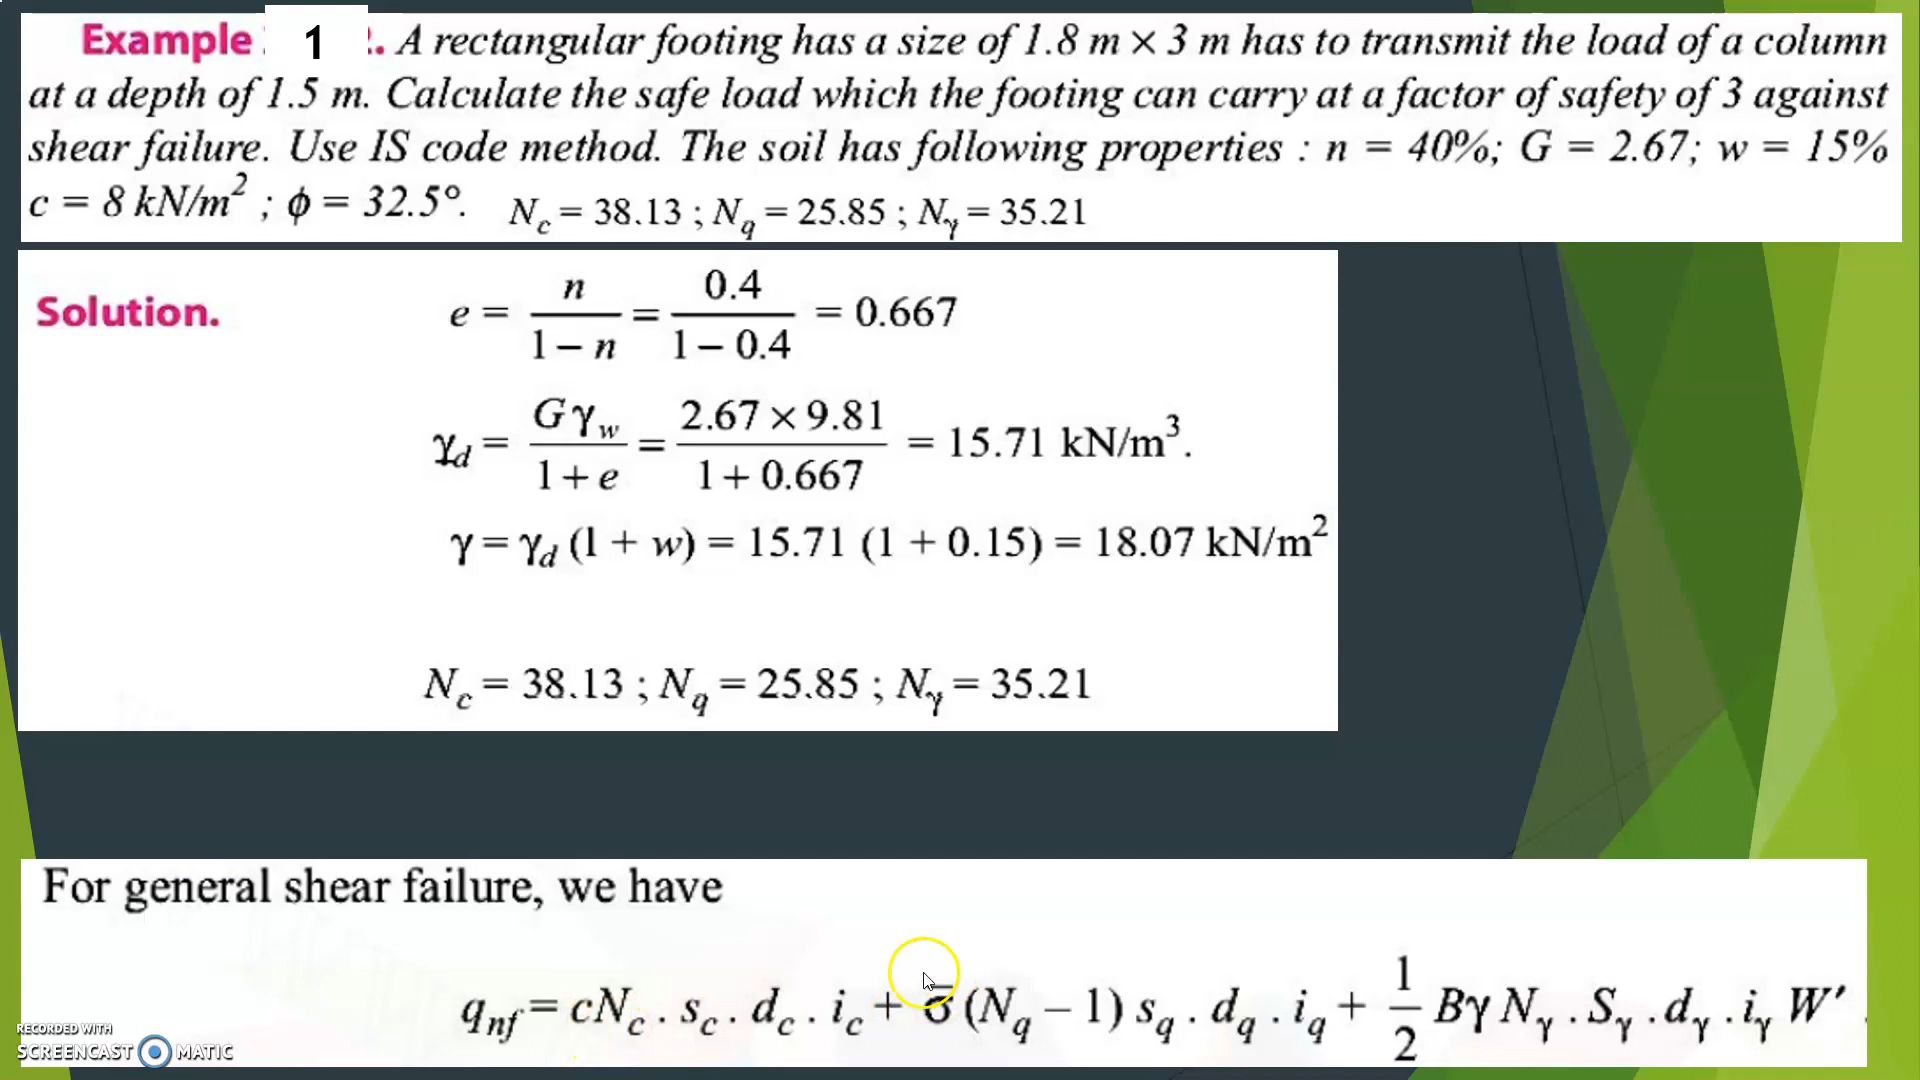 Example 1 . A rectangular footing has a size of 1.8 m × 3 m has to transmit the load of a column
at a depth of 1.5 m. Calculate the safe load which the footing can carry at a factor of safety of 3 against
shear failure. Use IS code method. The soil has following properties : n = 40%; G = 2.67; w = 15%
c = 8 kN/m² ; ϕ = 32.5°. N_c = 38.13 ; N_q = 25.85 ; N_γ = 35.21
Solution. e = n / (1 – n) = 0.4 / (1 – 0.4) = 0.667
γ_d = G γ_w / (1 + e) = 2.67 × 9.81 / (1 + 0.667) = 15.71 kN/m³.
γ = γ_d (1 + w) = 15.71 (1 + 0.15) = 18.07 kN/m²
N_c = 38.13 ; N_q = 25.85 ; N_γ = 35.21
For general shear failure, we have
q_nf = cN_c . s_c . d_c . i_c + σ̄ (N_q – 1) s_q . d_q . i_q + 1/2 Bγ N_γ . S_γ . d_γ . i_γ W′ .
RECORDED WITH
SCREENCAST MATIC